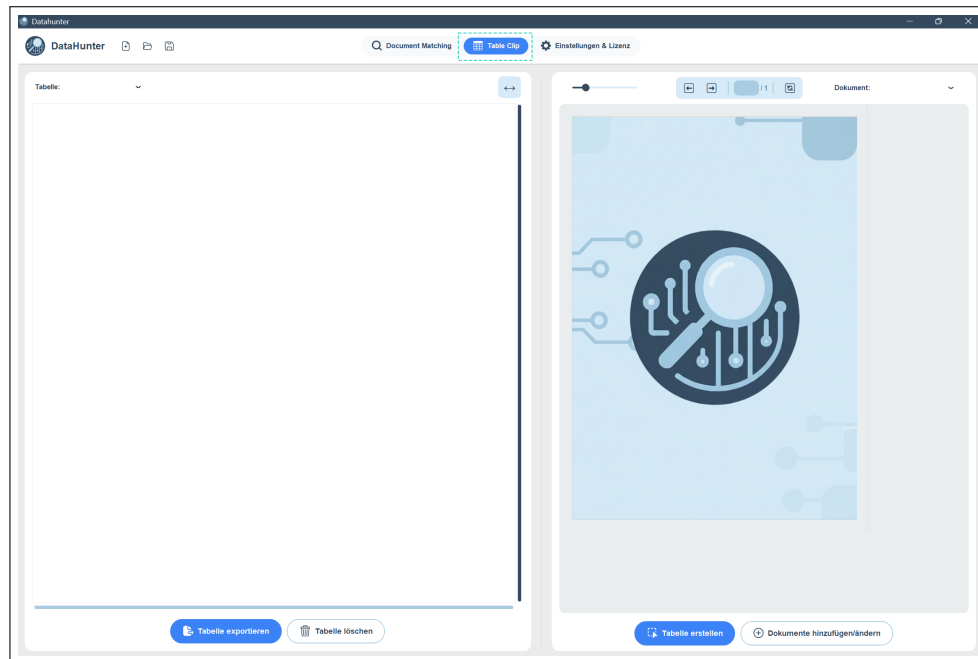 Datahunter
DataHunter
Document Matching
Table Clip
Einstellungen & Lizenz
Tabelle:
/ 1
Dokument:
Tabelle exportieren
Tabelle löschen
Tabelle erstellen
Dokumente hinzufügen/ändern